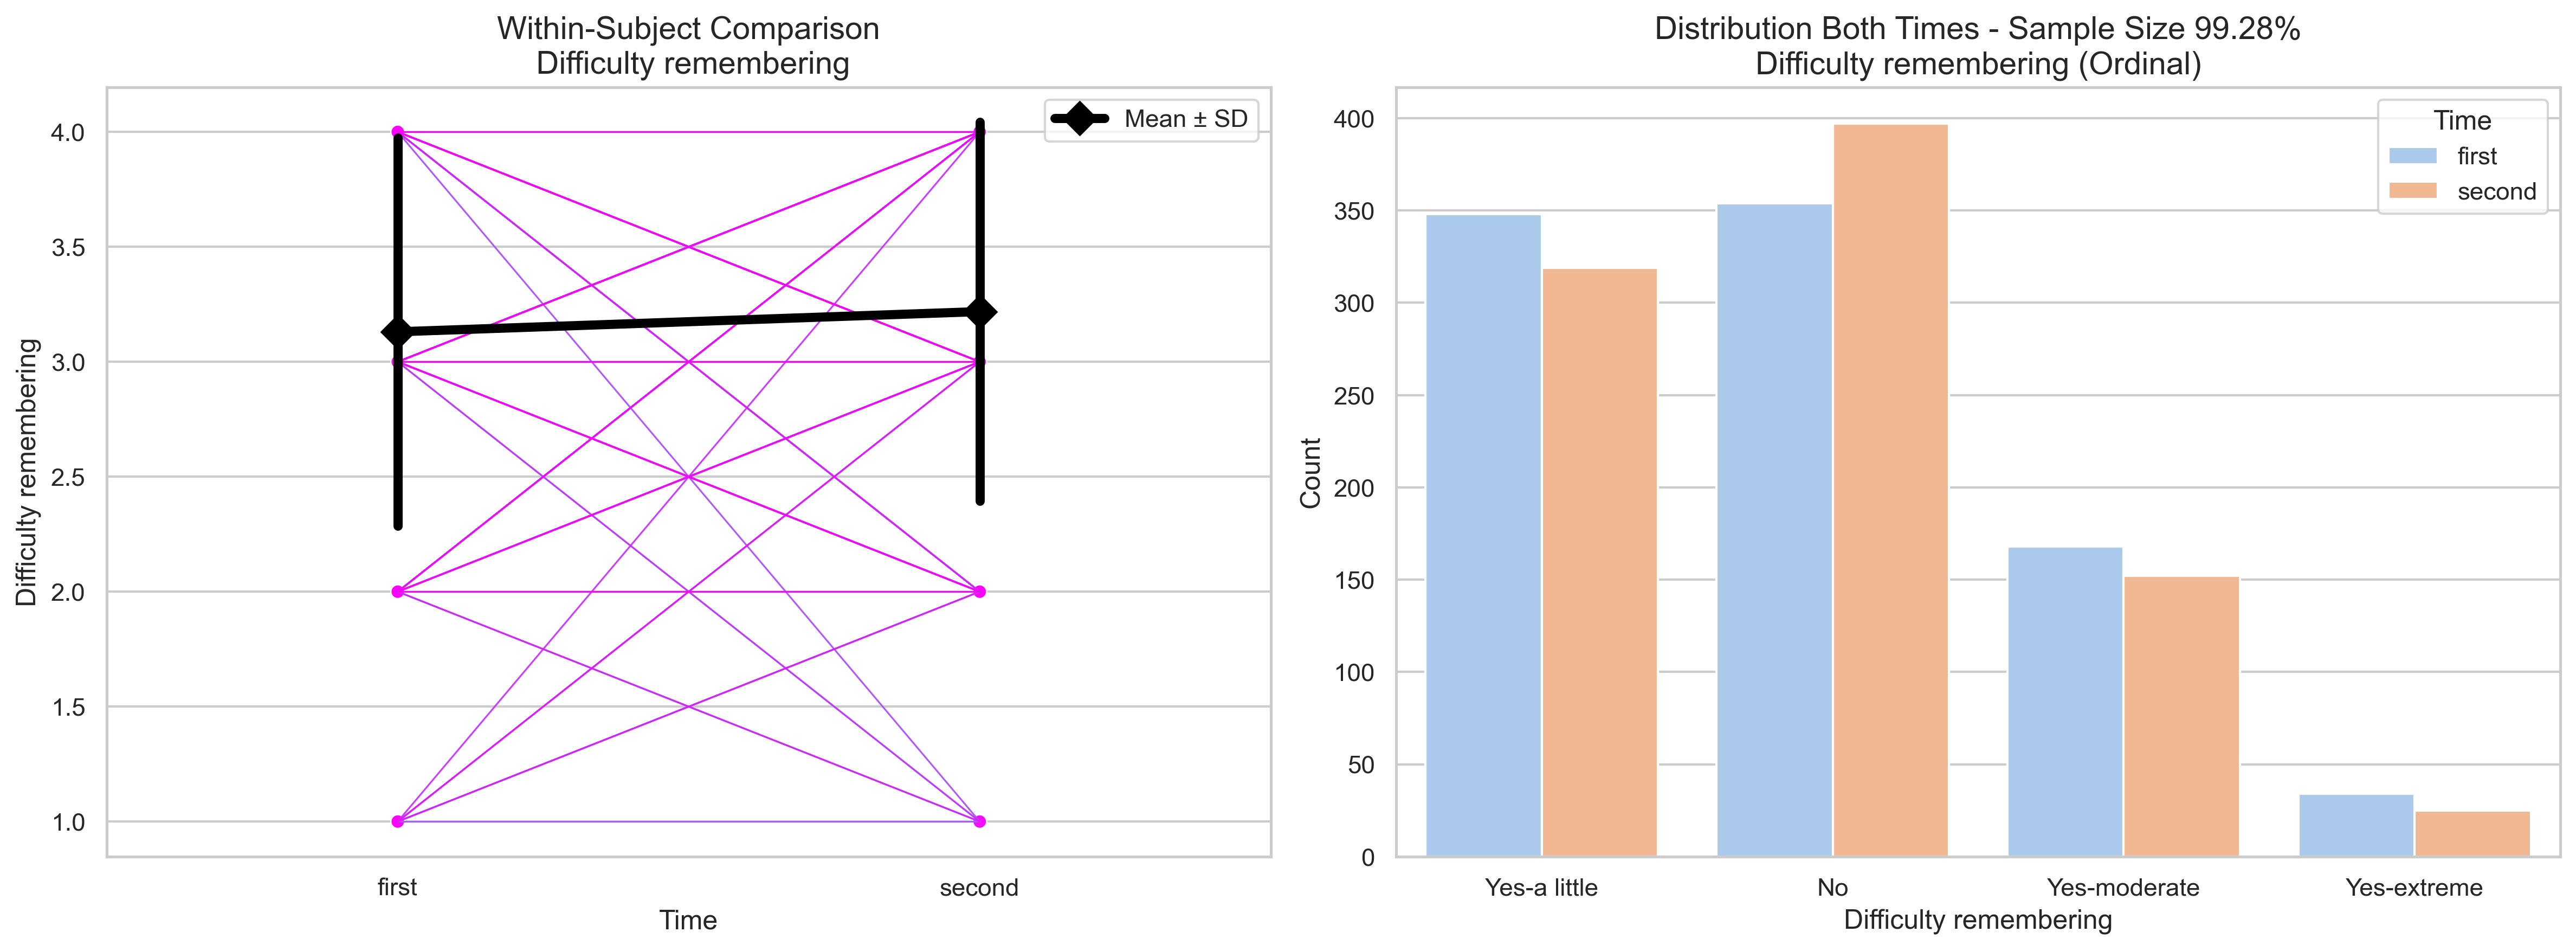 Within-Subject Comparison
Difficulty remembering
Mean ± SD
Difficulty remembering
4.0
3.5
3.0
2.5
2.0
1.5
1.0
first
second
Time
Distribution Both Times - Sample Size 99.28%
Difficulty remembering (Ordinal)
Time
first
second
Count
400
350
300
250
200
150
100
50
0
Yes-a little
No
Yes-moderate
Yes-extreme
Difficulty remembering